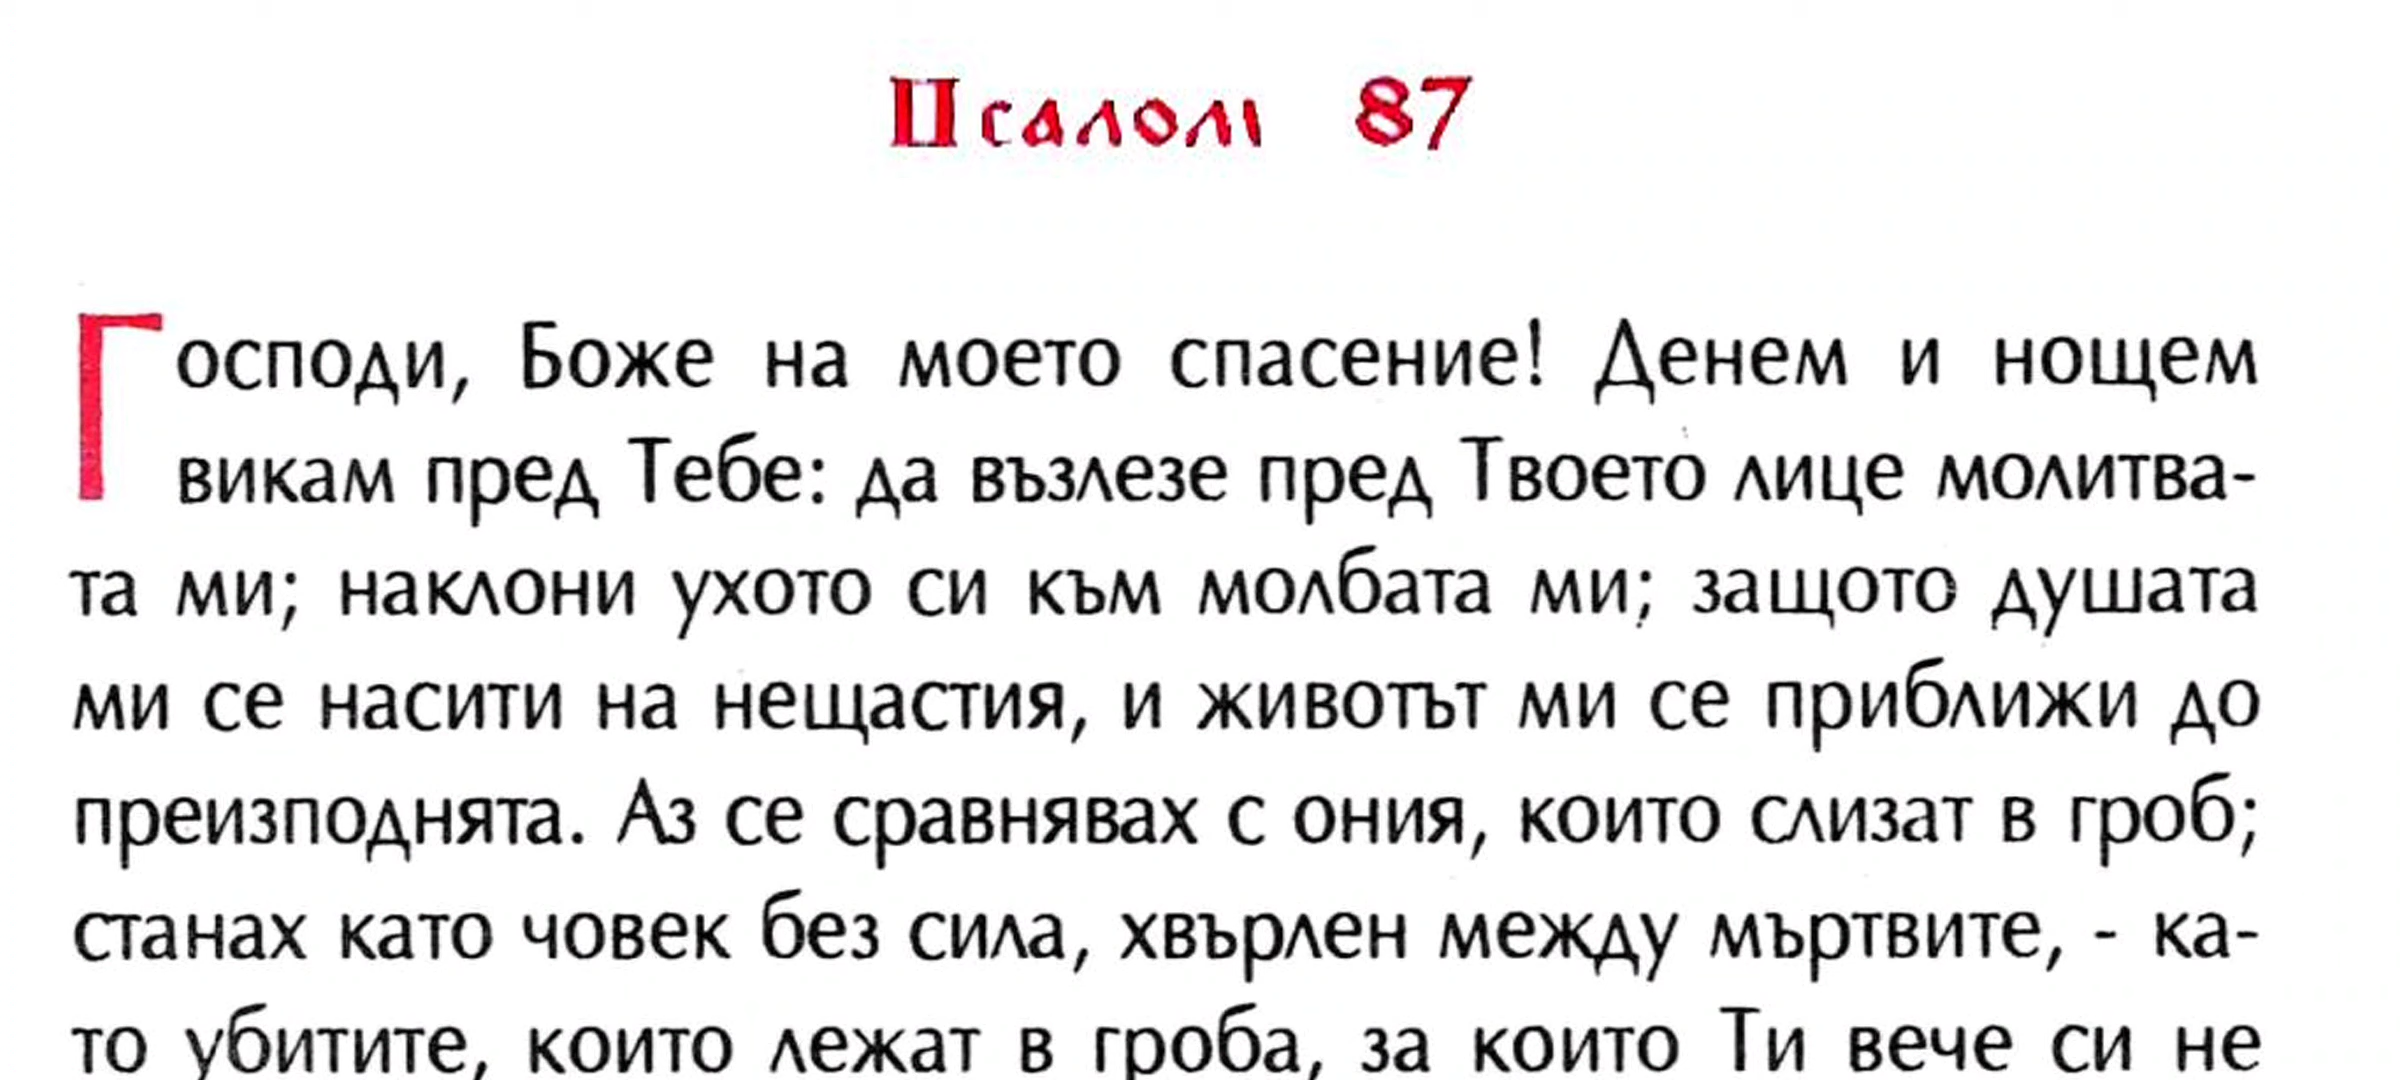 Псалом 87
Господи, Боже на моето спасение! Денем и нощем
викам пред Тебе: да възлезе пред Твоето лице молитва-
та ми; наклони ухото си към молбата ми; защото душата
ми се насити на нещастия, и животът ми се приближи до
преизподнята. Аз се сравнявах с ония, които слизат в гроб;
станах като човек без сила, хвърлен между мъртвите, - ка-
то убитите, които лежат в гроба, за които Ти вече си не